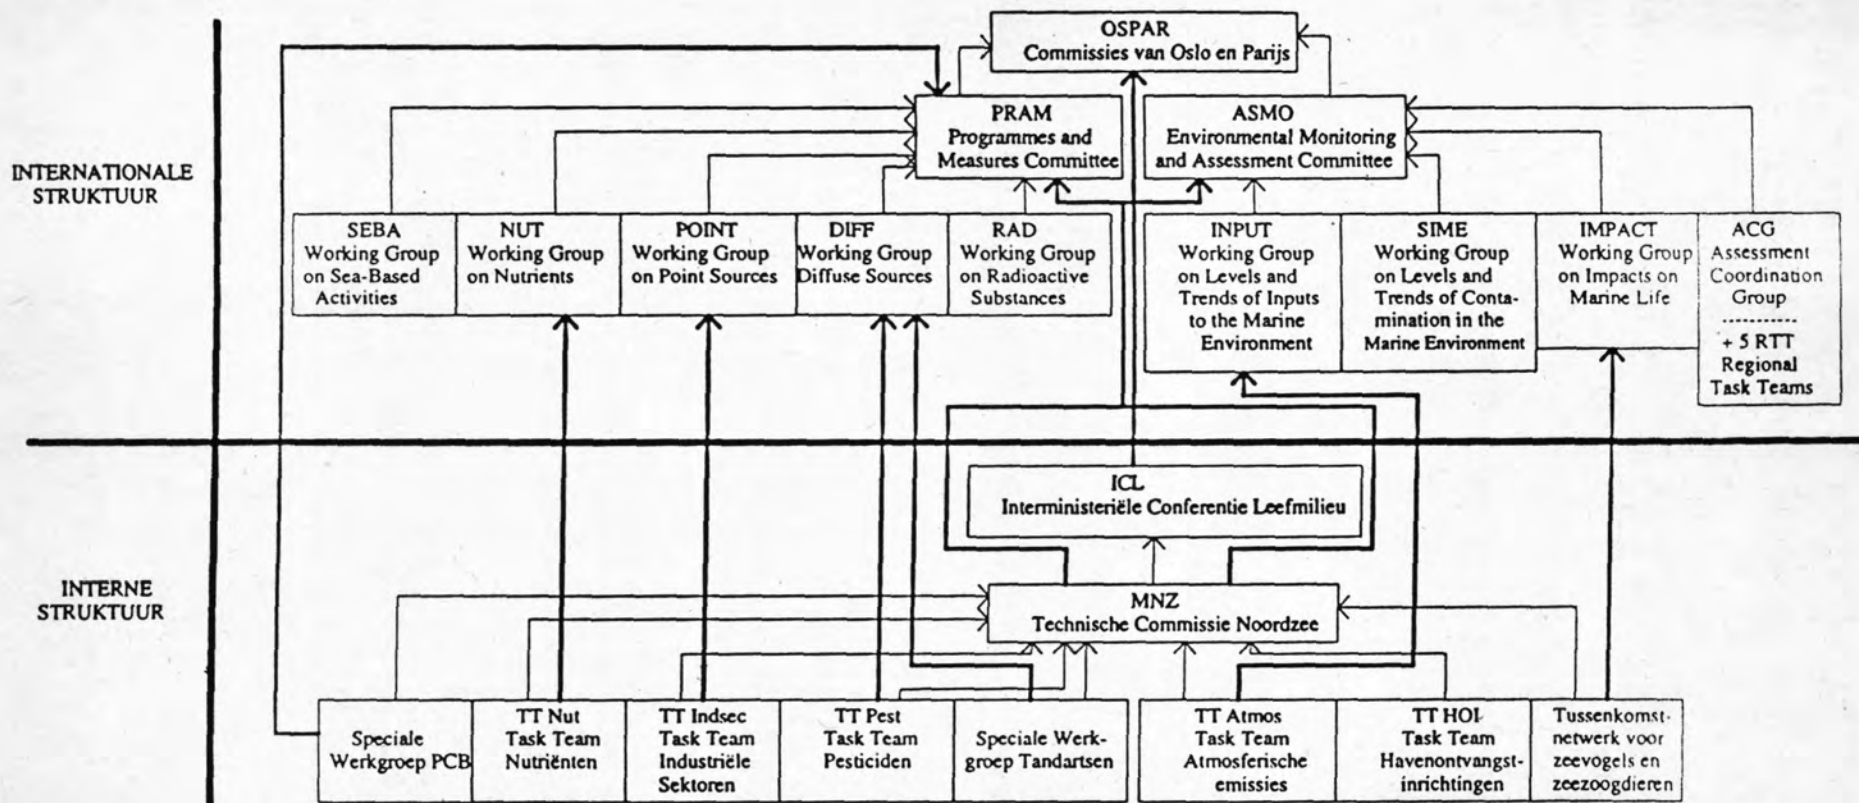 OSPAR
Commissies van Oslo en Parijs
PRAM
Programmes and
Measures Committee
ASMO
Environmental Monitoring
and Assessment Committee
INTERNATIONALE
STRUKTUUR
SEBA
Working Group
on Sea-Based
Activities
NUT
Working Group
on Nutrients
POINT
Working Group
on Point Sources
DIFF
Working Group
Diffuse Sources
RAD
Working Group
on Radioactive
Substances
INPUT
Working Group
on Levels and
Trends of Inputs
to the Marine
Environment
SIME
Working Group
on Levels and
Trends of Conta-
mination in the
Marine Environment
IMPACT
Working Group
on Impacts on
Marine Life
ACG
Assessment
Coordination
Group
-----------
+ 5 RTT
Regional
Task Teams
ICL
Interministeriële Conferentie Leefmilieu
INTERNE
STRUKTUUR
MNZ
Technische Commissie Noordzee
Speciale
Werkgroep PCB
TT Nut
Task Team
Nutriënten
TT Indsec
Task Team
Industriële
Sektoren
TT Pest
Task Team
Pesticiden
Speciale Werk-
groep Tandartsen
TT Atmos
Task Team
Atmosferische
emissies
TT HOI
Task Team
Havenontvangst-
inrichtingen
Tussenkomst-
netwerk voor
zeevogels en
zeezoogdieren